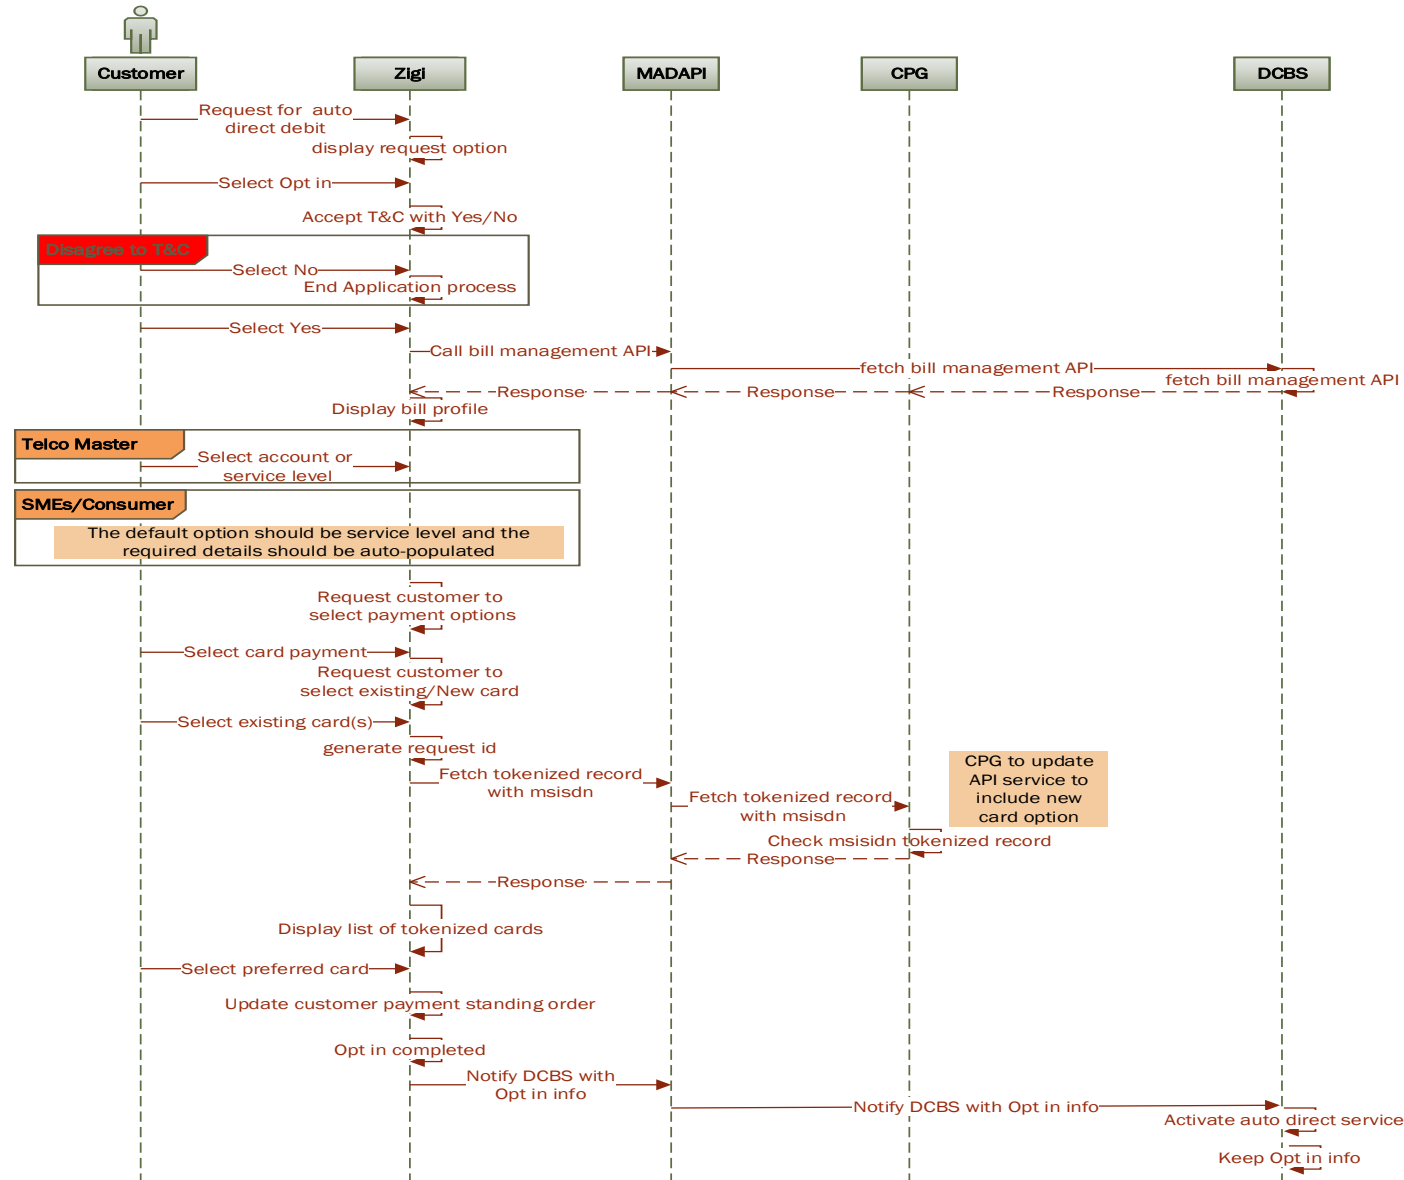 Customer
Zigi
MADAPI
CPG
DCBS
Request for auto
direct debit
display request option
Select Opt in
Accept T&C with Yes/No
Disagree to T&C
Select No
End Application process
Select Yes
Call bill management API
fetch bill management API
fetch bill management API
Response
Response
Response
Display bill profile
Telco Master
Select account or
service level
SMEs/Consumer
The default option should be service level and the
required details should be auto-populated
Request customer to
select payment options
Select card payment
Request customer to
select existing/New card
Select existing card(s)
generate request id
Fetch tokenized record
with msisdn
CPG to update
API service to
include new
card option
Fetch tokenized record
with msisdn
Check msisidn tokenized record
Response
Response
Display list of tokenized cards
Select preferred card
Update customer payment standing order
Opt in completed
Notify DCBS with
Opt in info
Notify DCBS with Opt in info
Activate auto direct service
Keep Opt in info